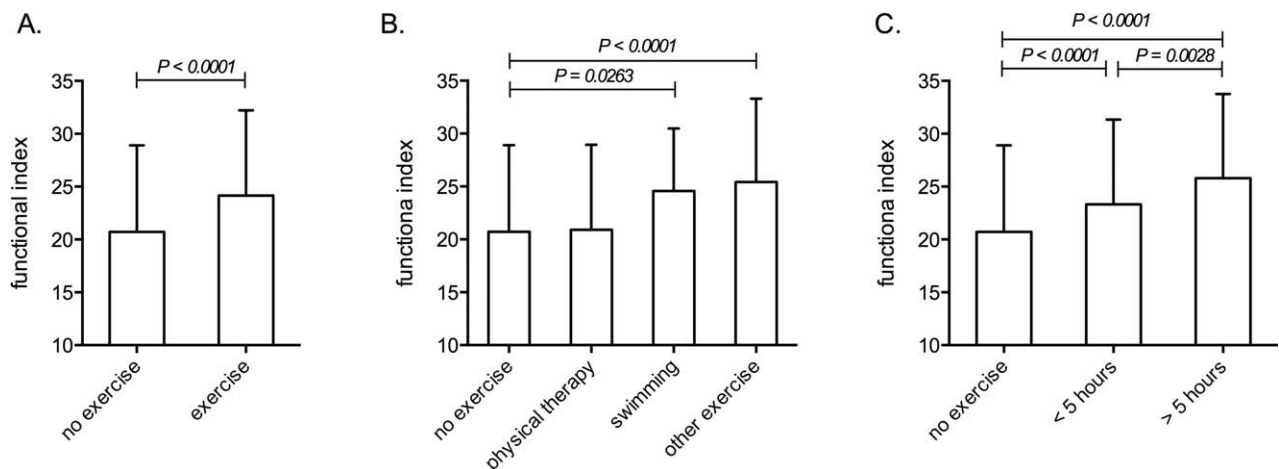 A.
P < 0.0001
35
30
25
20
15
10
functional index
no exercise
exercise
B.
P < 0.0001
P = 0.0263
35
30
25
20
15
10
functiona index
no exercise
physical therapy
swimming
other exercise
C.
P < 0.0001
P < 0.0001
P = 0.0028
35
30
25
20
15
10
functional index
no exercise
< 5 hours
> 5 hours